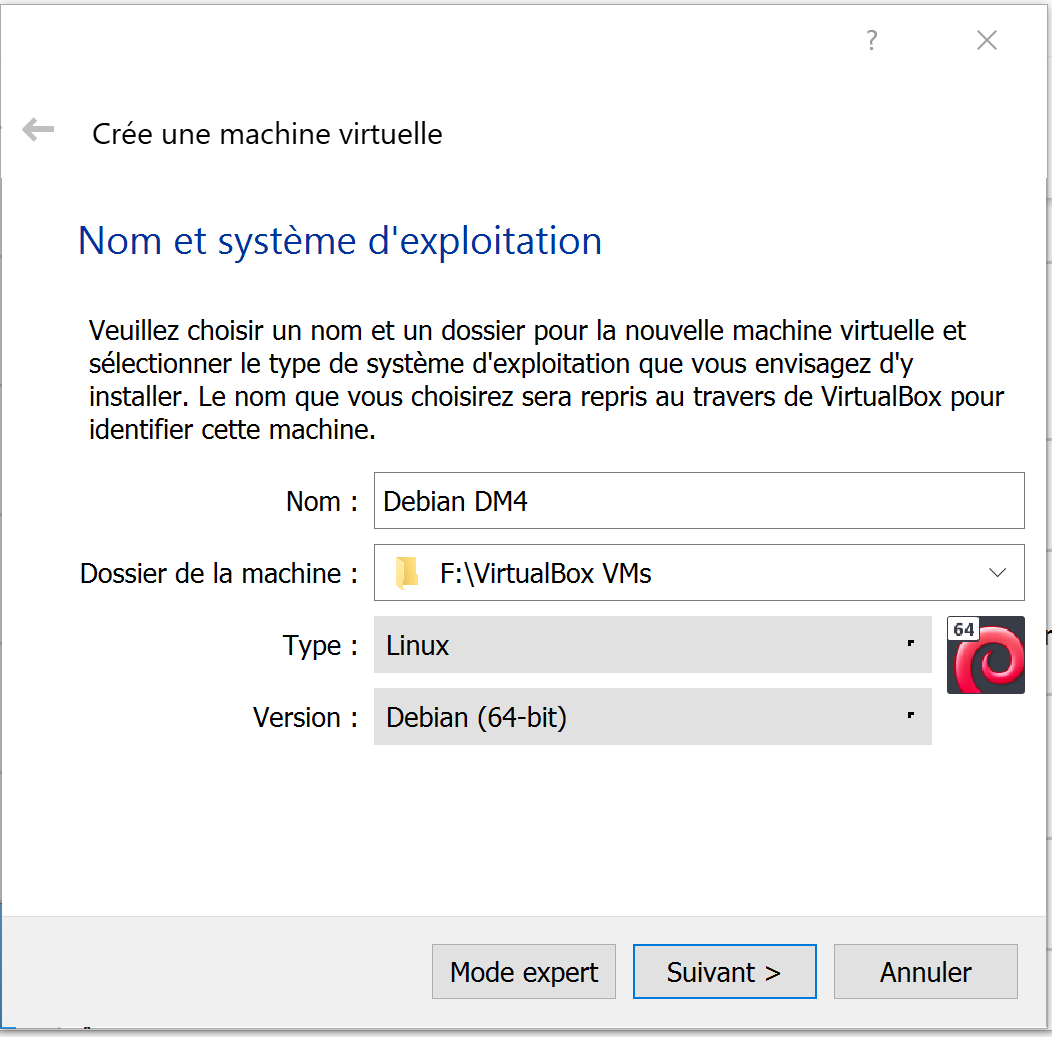 ?
Crée une machine virtuelle
Nom et système d'exploitation
Veuillez choisir un nom et un dossier pour la nouvelle machine virtuelle et
sélectionner le type de système d'exploitation que vous envisagez d'y
installer. Le nom que vous choisirez sera repris au travers de VirtualBox pour
identifier cette machine.
Nom : Debian DM4
Dossier de la machine : F:\VirtualBox VMs
Type : Linux 64
Version : Debian (64-bit)
Mode expert Suivant > Annuler